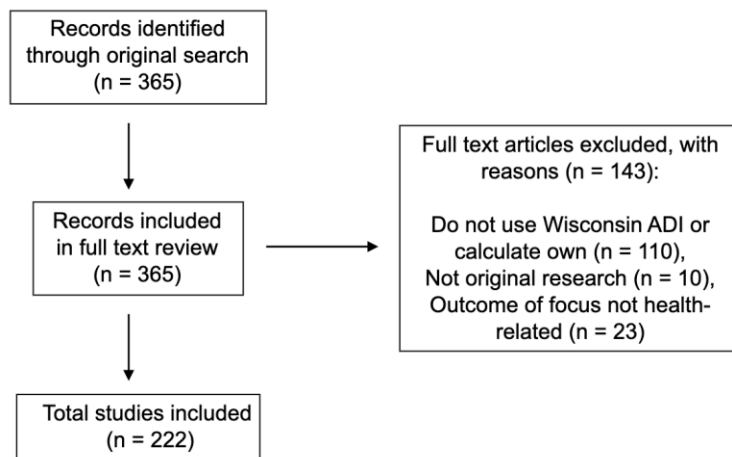 Records identified
through original search
(n = 365)
Records included
in full text review
(n = 365)
Full text articles excluded, with
reasons (n = 143):
Do not use Wisconsin ADI or
calculate own (n = 110),
Not original research (n = 10),
Outcome of focus not health-
related (n = 23)
Total studies included
(n = 222)